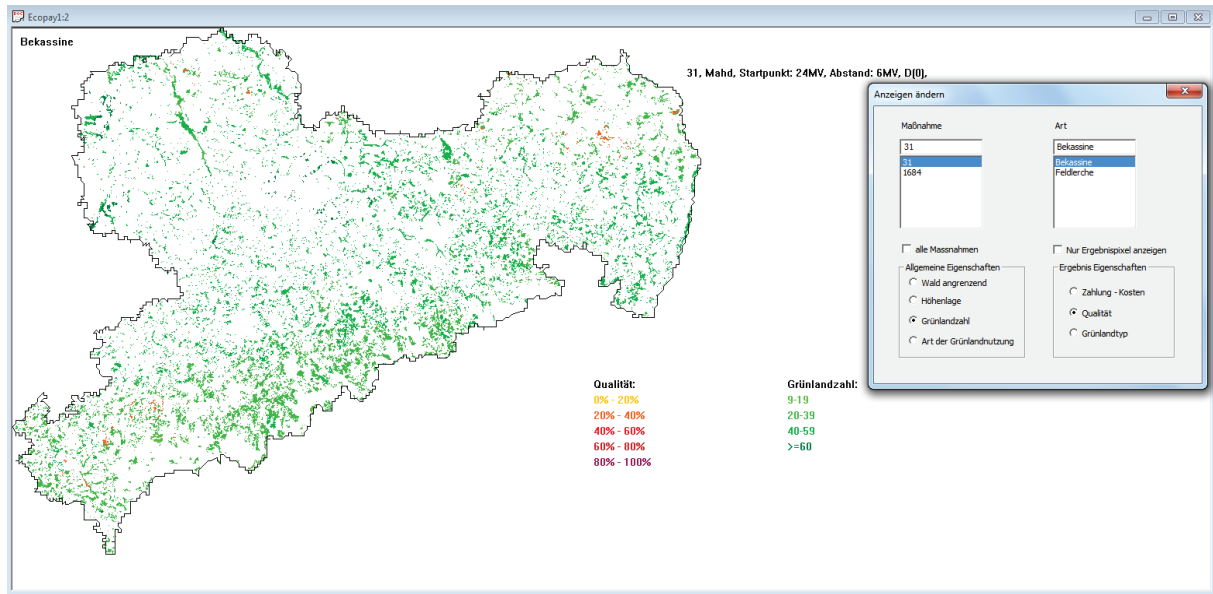 Ecopay1:2
Bekassine
31, Mahd, Startpunkt: 24MV, Abstand: 6MV, D[0],
Anzeigen ändern
Maßnahme
31
31
1684
Art
Bekassine
Bekassine
Feldlerche
alle Massnahmen
Nur Ergebnispixel anzeigen
Allgemeine Eigenschaften
Wald angrenzend
Höhenlage
Grünlandzahl
Art der Grünlandnutzung
Ergebnis Eigenschaften
Zahlung - Kosten
Qualität
Grünlandtyp
Qualität:
0% - 20%
20% - 40%
40% - 60%
60% - 80%
80% - 100%
Grünlandzahl:
9-19
20-39
40-59
>=60